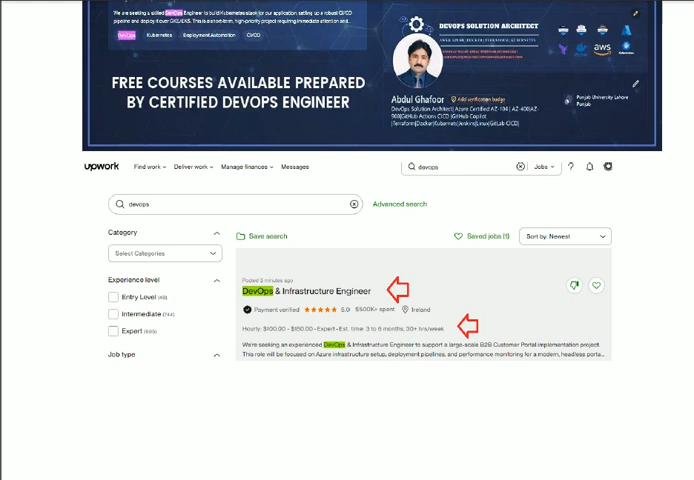 We are seeking a skilled DevOps Engineer to build Kubernetes stack for our application, setting up a robust CI/CD
pipeline and deploy it over GKE/EKS. This is a short-term, high-priority project requiring immediate attention and
DevOps Kubernetes Deployment Automation CI/CD
FREE COURSES AVAILABLE PREPARED
BY CERTIFIED DEVOPS ENGINEER
DEVOPS SOLUTION ARCHITECT
aws
Abdul Ghafoor Add verification badge
DevOps Solution Architect| Azure Certified AZ-104 | AZ-400|AZ-
900|GitHub Actions CICD |GitHub Copilot
|Terraform|Docker|Kubernets|Jenkins|Linux|GitLab CICD|
Punjab University Lahore
Punjab
upwork Find work Deliver work Manage finances Messages devops Jobs ?
devops Advanced search
Category Save search Saved jobs (1) Sort by: Newest
Select Categories
Experience level
Entry Level
Intermediate (744)
Expert
Job type
Posted 3 minutes ago
DevOps & Infrastructure Engineer
Payment verified 5.0 $500K+ spent Ireland
Hourly: $100.00 - $150.00 - Expert - Est. time: 3 to 6 months, 30+ hrs/week
We're seeking an experienced DevOps & Infrastructure Engineer to support a large-scale B2B Customer Portal implementation project.
This role will be focused on Azure infrastructure setup, deployment pipelines, and performance monitoring for a modern, headless porta...